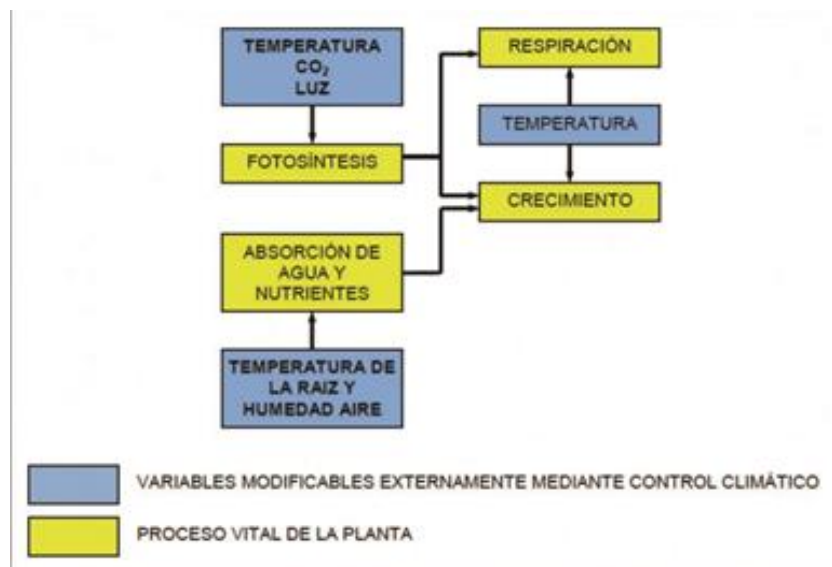 TEMPERATURA
CO₂
LUZ
RESPIRACIÓN
TEMPERATURA
FOTOSÍNTESIS
CRECIMIENTO
ABSORCIÓN DE
AGUA Y
NUTRIENTES
TEMPERATURA DE
LA RAIZ Y
HUMEDAD AIRE
VARIABLES MODIFICABLES EXTERNAMENTE MEDIANTE CONTROL CLIMÁTICO
PROCESO VITAL DE LA PLANTA